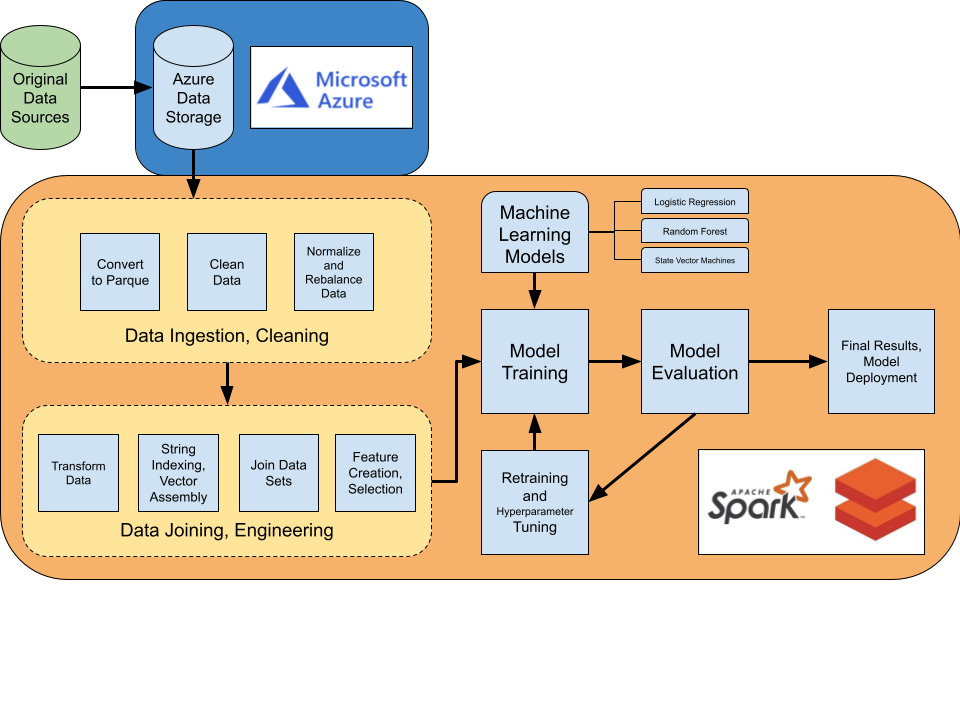 Original
Data
Sources
Azure
Data
Storage
Microsoft
Azure
Convert
to Parque
Clean
Data
Normalize
and
Rebalance
Data
Data Ingestion, Cleaning
Transform
Data
String
Indexing,
Vector
Assembly
Join Data
Sets
Feature
Creation,
Selection
Data Joining, Engineering
Machine
Learning
Models
Logistic Regression
Random Forest
State Vector Machines
Model
Training
Model
Evaluation
Final Results,
Model
Deployment
Retraining
and
Hyperparameter
Tuning
APACHE
Spark™